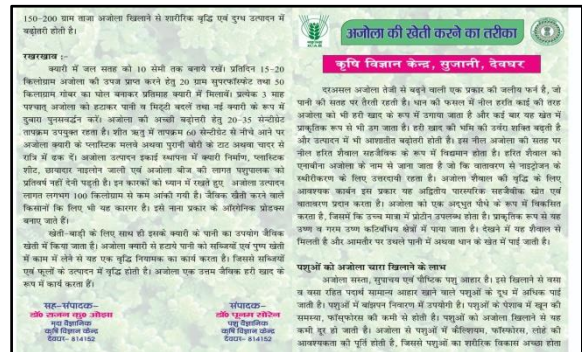 150-200 ग्राम ताजा अजोला खिलाने से शारीरिक वृद्धि एवं दुग्ध उत्पादन में
बढ़ोतरी होती है।
रखरखाव :-
क्यारी में जल सतह को 10 सेमी तक बनाये रखें। प्रतिदिन 15-20
किलोग्राम अजोला की उपज प्राप्त करने हेतु 20 ग्राम सुपरफॉस्फेट तथा 50
किलोग्राम गोबर का घोल बनाकर प्रतिमाह क्यारी में मिलायें। प्रत्येक 3 माह
पश्चात् अजोला को हटाकर पानी व मिट्टी बदलें तथा नई क्यारी के रूप में
दुबारा पुनसवर्द्धन करें। अजोला की अच्छी बढ़ोतरी हेतु 20-35 सेन्टीग्रेट
तापक्रम उपयुक्त रहता है। शीत ऋतु में तापक्रम 60 सेन्टीग्रेट से नीचे आने पर
अजोला क्यारी के प्लास्टिक मलवे अथवा पुरानी बोरी के टाट अथवा चादर से
रात्रि में ढक दें। अजोला उत्पादन इकाई स्थापना में क्यारी निर्माण, प्लास्टिक
शीट, छायादार नाइलोन जाली एवं अजोला बीज की लागत पशुपालक को
प्रतिवर्ष नहीं देनी पड़ती है। इन कारकों को ध्यान में रखते हुए अजोला उत्पादन
लागत लगभग 100 किलोग्राम से कम आंकी गयी है। जैविक खेती करने वाले
किसानों कि लिए भी यह कारगर है। इसे नाना प्रकार के ऑरगेनिक प्रोडक्स
बनाए जाते हैं।
खेती-बाड़ी के लिए साथ ही इसके क्यारी के पानी का उपयोग जैविक
खेती में किया जाता है। अजोला से हटाये पानी को सब्जियों एवं पुष्प खेती
में काम में लेने से यह एक वृद्धि नियामक का कार्य करता है। जिससे सब्जियों
एवं फूलों के उत्पादन में वृद्धि होती है। अजोला एक उत्तम जैविक हरी खाद के
रूप में कार्य करता हैं।
सह-संपादक-
डॉ० राजन कु० ओझा
मृदा वैज्ञानिक
कृषि विज्ञान केन्द्र
देवघर- 814152
संपादक-
डॉ० पूनम सोरेन
पशु वैज्ञानिक
कृषि विज्ञान केन्द्र
देवघर- 814152
अजोला की खेती करने का तरीका
कृषि विज्ञान केन्द्र, सुजानी, देवघर
दरअसल अजोला तेजी से बढ़ने वाली एक प्रकार की जलीय फर्न है, जो
पानी की सतह पर तैरती रहती है। धान की फसल में नील हरति काई की तरह
अजोला को भी हरी खाद के रूप में उगाया जाता है और कई बार यह खेत में
प्राकृतिक रूप से भी उग जाता है। हरी खाद की भमि की उर्वरा शक्ति बढ़ती है
और उत्पादन में भी आशातीत बढ़ोत्तरी होती है। इस नील अजोला की सतह पर
नील हरित शैवाल सहजैविक के रूप में विद्यमान होता है। हरित शैवाल को
एनाबीना अजोला के नाम से जाना जाता है जो कि वातावरण से नाइट्रोजन के
स्थीरीकरण के लिए उत्तरदायी रहता है। अजोला शैवाल की वृद्धि के लिए
आवश्यक कार्बन इस प्रकार यह अद्वितीय पारस्परिक सहजैवीक खेत एवं
वातावरण प्रदान करता है। अजोला को एक अद्भुत पौधे के रूप में विकसित
करता है, जिसमें कि उच्च मात्रा में प्रोटीन उपलब्ध होता है। प्राकृतिक रूप से यह
उष्ण व गरम उष्ण कटिबंधीय क्षेत्रों में पाया जाता है। देखने में यह शैवाल से
मिलती है और आमतौर पर उथले पानी में अथवा धान के खेत में पाई जाती है।
पशुओं को अजोला चारा खिलाने के लाभ
अजोला सस्ता, सुपाच्य एवं पौष्टिक पशु आहार है। इसे खिलाने से वसा
व वसा रहित पदार्थ सामान्य आहार खाने वाले पशुओं के दूध में अधिक पाई
जाती है। पशुओं में बांझपन निवारण में उपयोगी है। पशुओं के पेशाब में खून की
समस्या, फॉस्फोरस की कमी से होती है। पशुओं को अजोला खिलाने से यह
कमी दूर हो जाती है। अजोला से पशुओं में कैल्शियम, फॉस्फोरस, लोहे की
आवश्यकता की पूर्ति होती है, जिससे पशुओं का शारीरिक विकास अच्छा होता